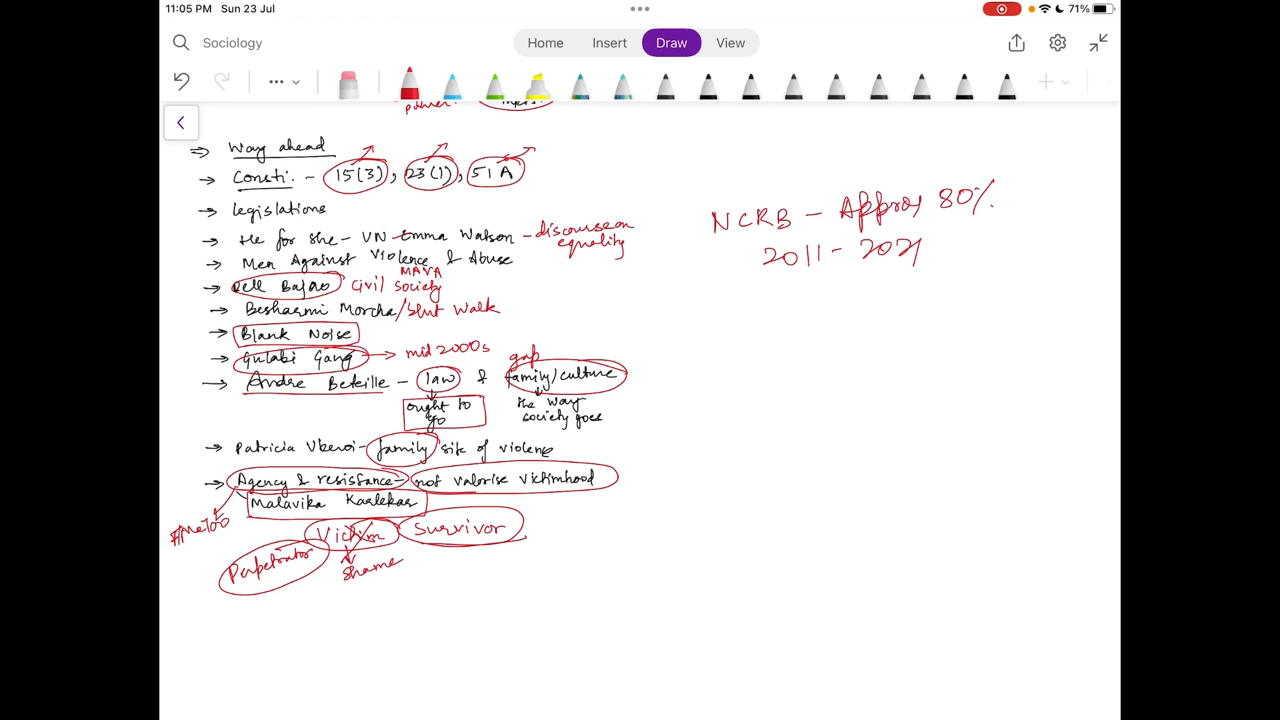 11:05 PM Sun 23 Jul
71%
Sociology
Home Insert Draw View
power.
⇒ Way ahead
→ Consti. - 15(3), 23(1), 51A
→ legislations
→ He for she - UN Emma Watson - discourse on equality
→ Men Against Violence & Abuse
MAVA
→ Bell Bajao Civil Society
→ Besharmi Morcha/Slut Walk
→ Blank Noise
→ Gulabi Gang → mid 2000s
gap
→ Andre Beteille - law & family/culture
ought to go
the way society goes
→ Patricia Uberoi - family site of violence
→ Agency & resistance - not valorise victimhood
Malavika Karlekar
#MeToo
Victim Survivor
Perpetrator
shame
NCRB - Approx 80%
2011 - 2021